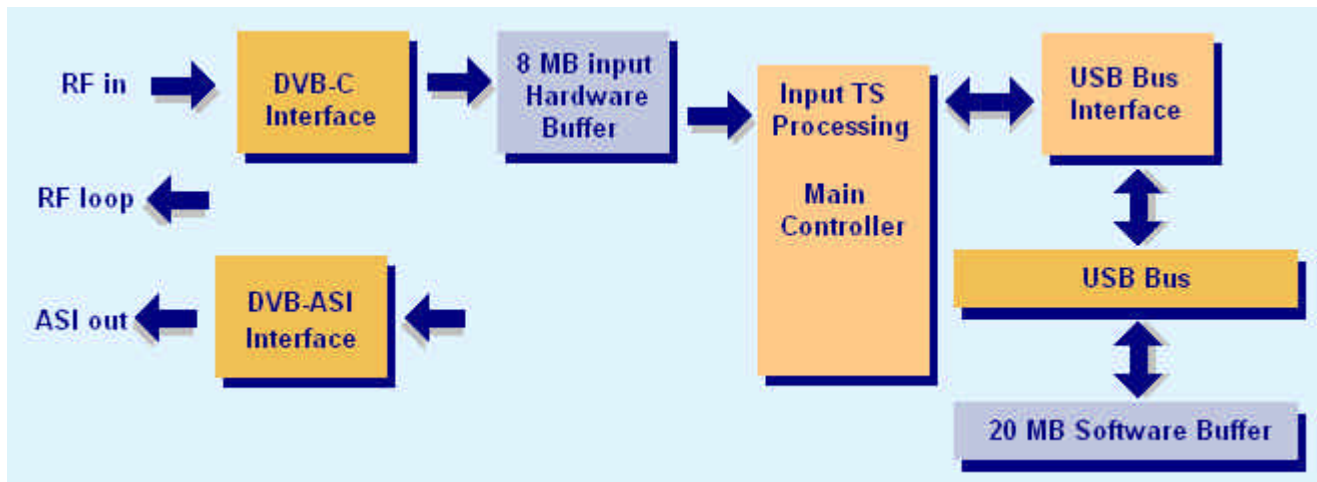 RF in
DVB-C
Interface
8 MB input
Hardware
Buffer
Input TS
Processing
Main
Controller
USB Bus
Interface
RF loop
ASI out
DVB-ASI
Interface
USB Bus
20 MB Software Buffer